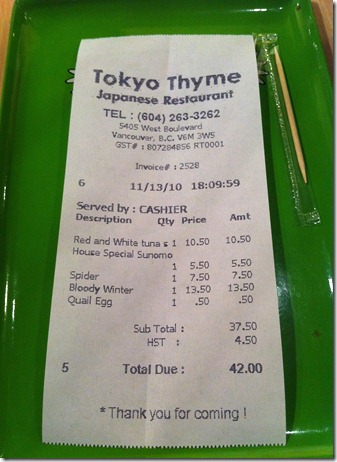 Tokyo Thyme
Japanese Restaurant
TEL : (604) 263-3262
5405 West Boulevard
Vancouver, B.C. V6M 3W5
GST# : 807284856 RT0001
Invoice# : 2528
6 11/13/10 18:09:59
Served by : CASHIER
Description Qty Price Amt
Red and White tuna s 1 10.50 10.50
House Special Sunomo
1 5.50 5.50
Spider 1 7.50 7.50
Bloody Winter 1 13.50 13.50
Quail Egg 1 .50 .50
Sub Total : 37.50
HST : 4.50
5 Total Due : 42.00
* Thank you for coming !